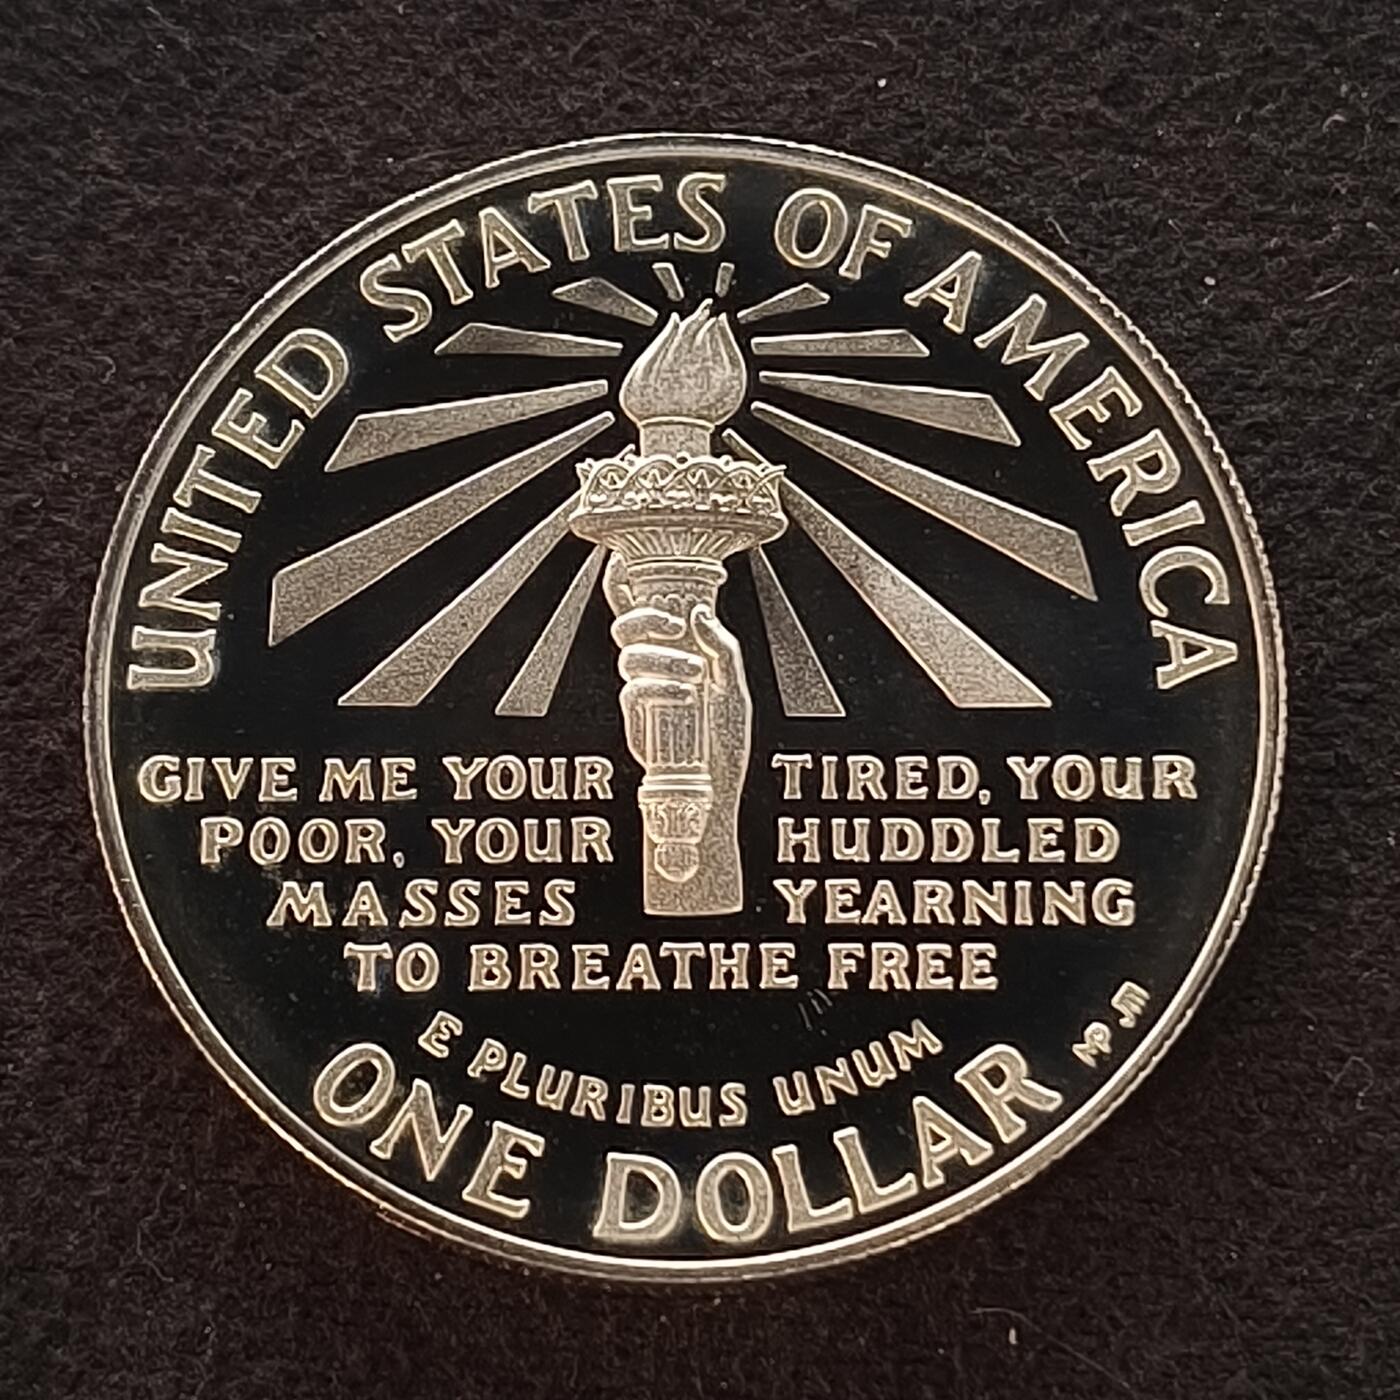 UNITED STATES OF AMERICA
GIVE ME YOUR TIRED, YOUR
POOR, YOUR HUDDLED
MASSES YEARNING
TO BREATHE FREE
E PLURIBUS UNUM
ONE DOLLAR